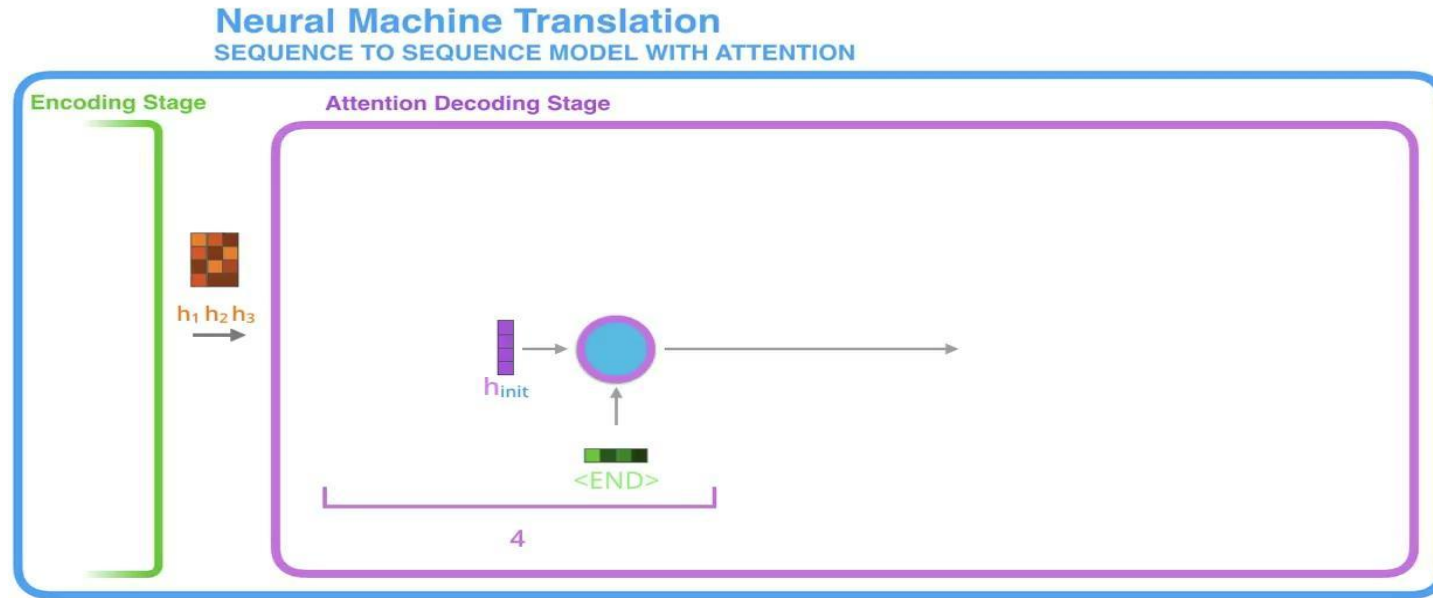 Neural Machine Translation
SEQUENCE TO SEQUENCE MODEL WITH ATTENTION
Encoding Stage
Attention Decoding Stage
h₁ h₂ h₃
hinit
<END>
4